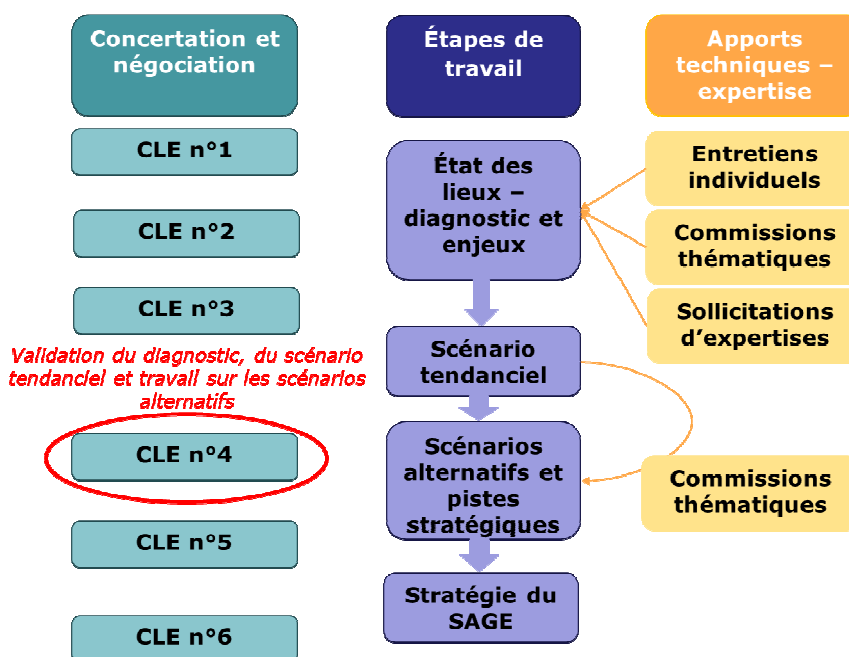 Concertation et
négociation
CLE n°1
CLE n°2
CLE n°3
Validation du diagnostic, du scénario
tendanciel et travail sur les scénarios
alternatifs
CLE n°4
CLE n°5
CLE n°6
Étapes de
travail
État des
lieux –
diagnostic et
enjeux
Scénario
tendanciel
Scénarios
alternatifs et
pistes
stratégiques
Stratégie du
SAGE
Apports
techniques –
expertise
Entretiens
individuels
Commissions
thématiques
Sollicitations
d’expertises
Commissions
thématiques